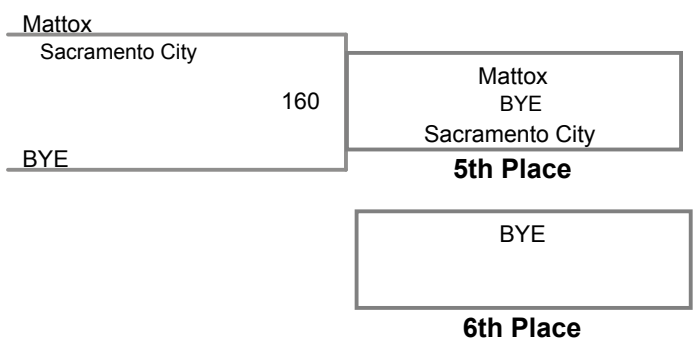 Mattox
Sacramento City
160
BYE
Mattox
BYE
Sacramento City
5th Place
BYE
6th Place